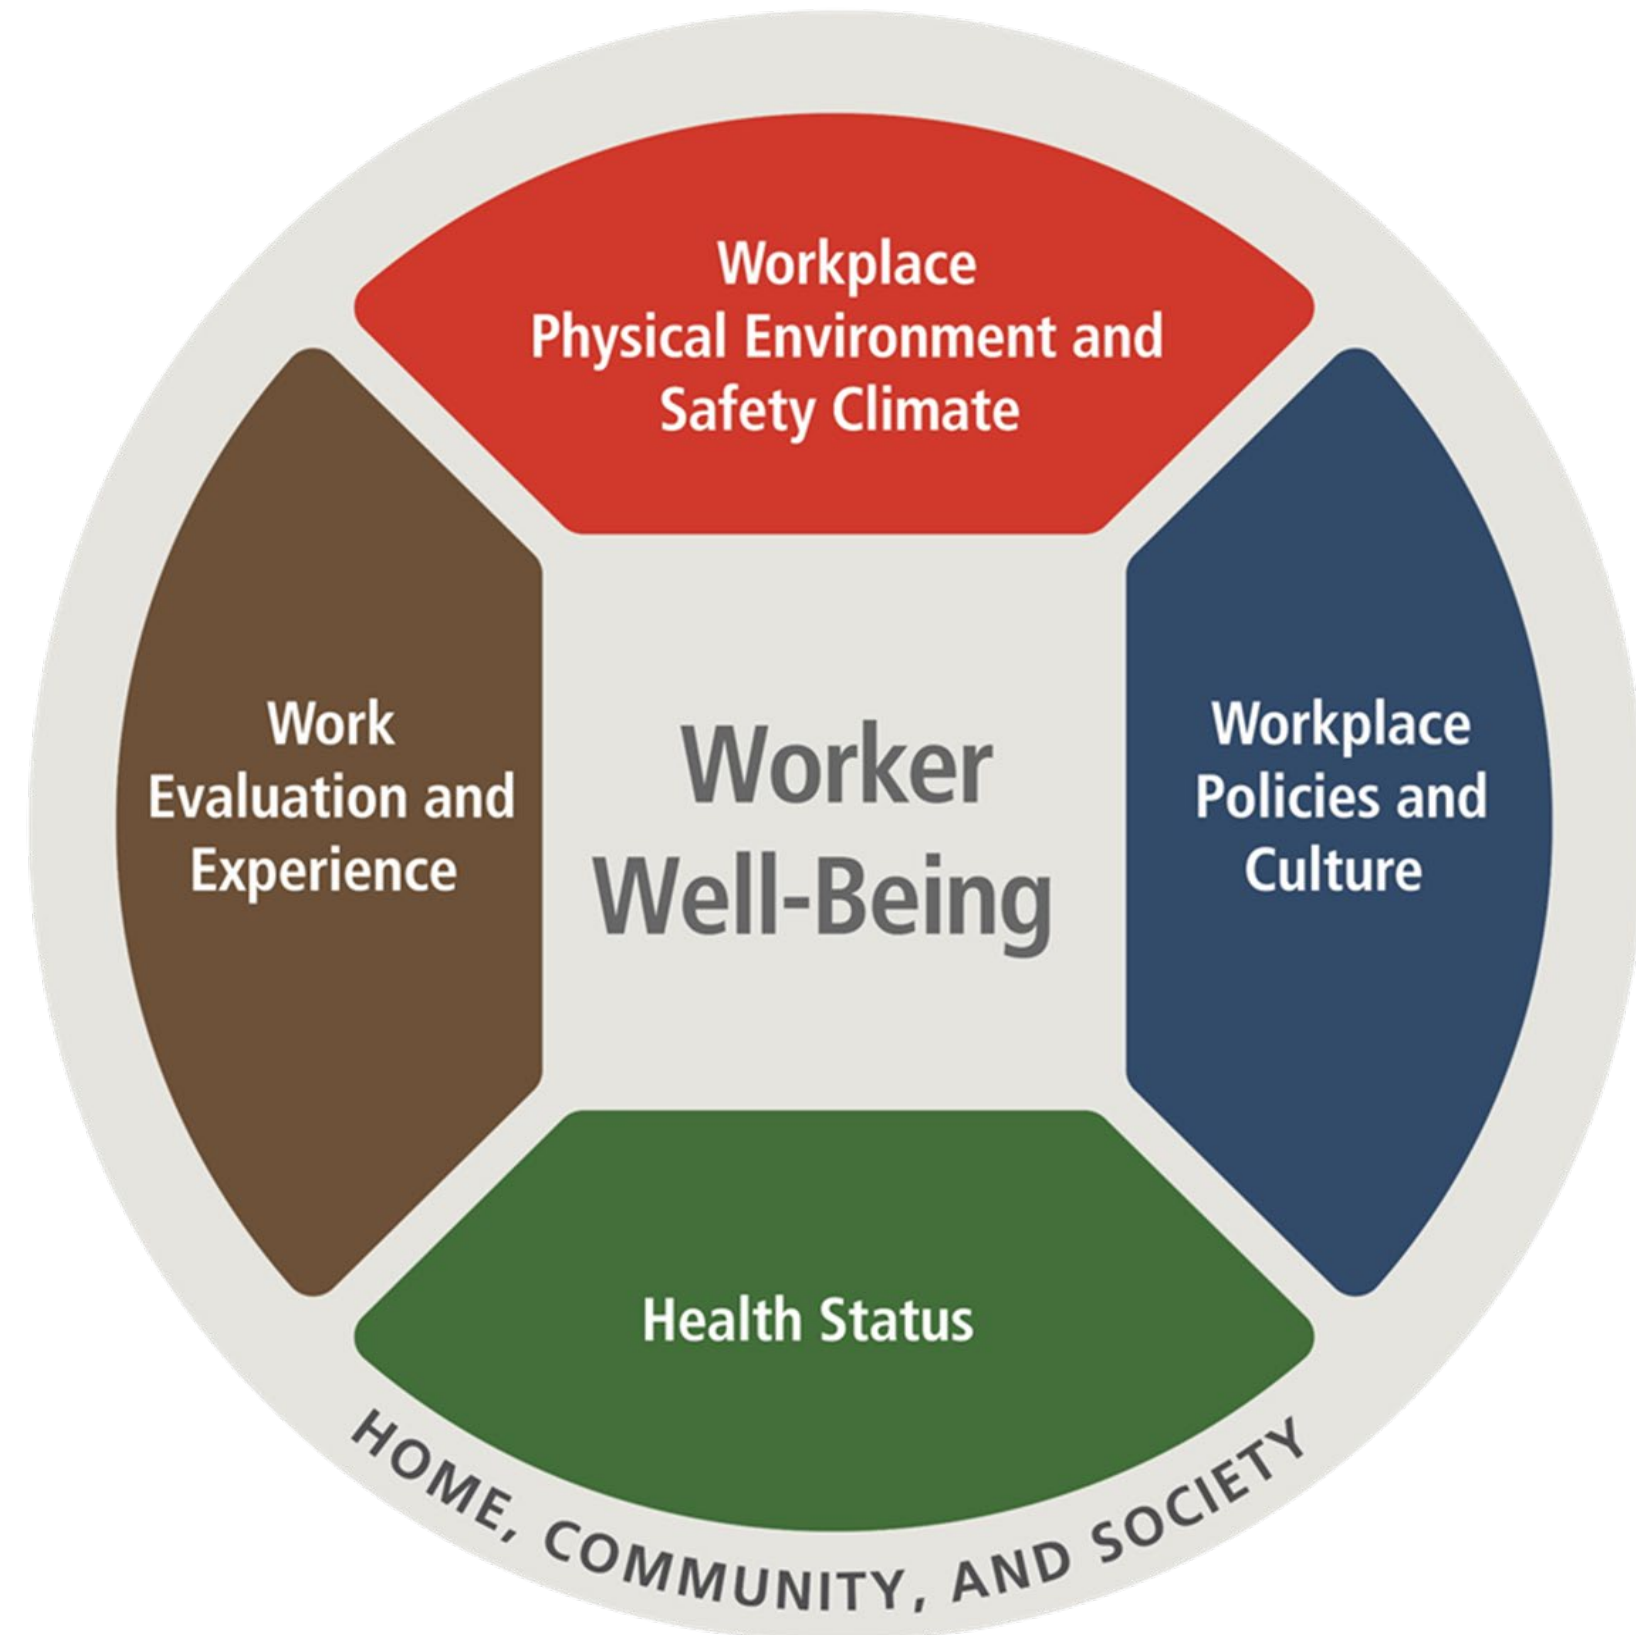 Workplace
Physical Environment and
Safety Climate
Work
Evaluation and
Experience
Worker
Well-Being
Workplace
Policies and
Culture
Health Status
HOME, COMMUNITY, AND SOCIETY